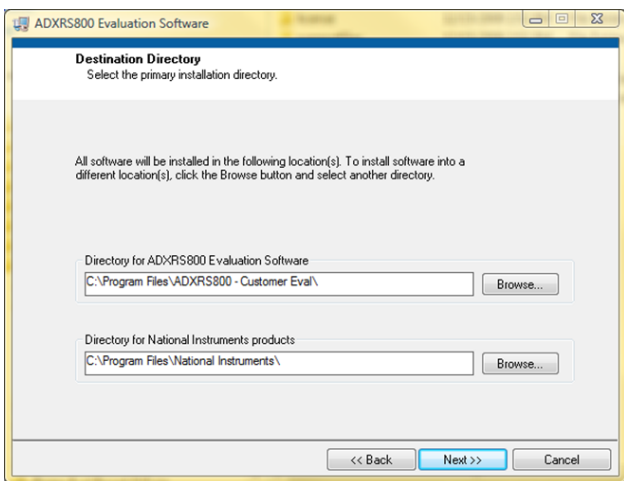 ADXRS800 Evaluation Software
Destination Directory
Select the primary installation directory.
All software will be installed in the following location(s). To install software into a
different location(s), click the Browse button and select another directory.
Directory for ADXRS800 Evaluation Software
C:\Program Files\ADXRS800 - Customer Eval\
Browse...
Directory for National Instruments products
C:\Program Files\National Instruments\
Browse...
<< Back
Next >>
Cancel